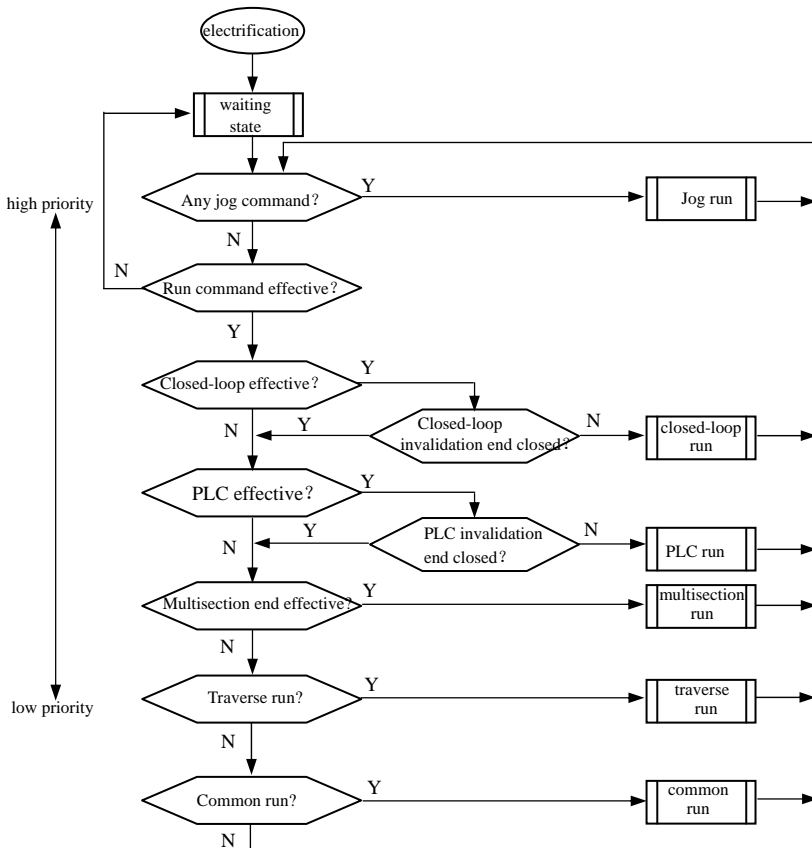 electrification
waiting
state
Any jog command？
Y
Jog run
high priority
N
N
Run command effective？
Y
Closed-loop effective？
Y
N
Y
Closed-loop
invalidation end closed？
N
closed-loop
run
PLC effective？
Y
N
Y
PLC invalidation
end closed？
N
PLC run
Multisection end effective？
Y
multisection
run
N
Traverse run？
Y
traverse
run
low priority
N
Common run？
Y
common
run
N